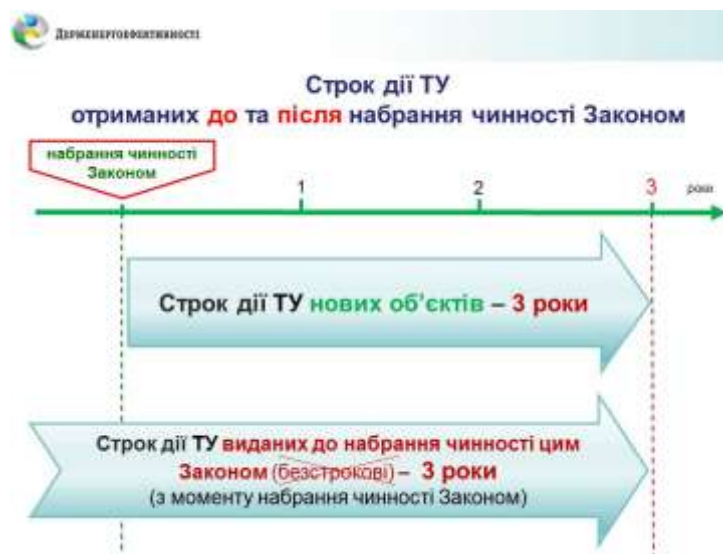 ДЕРЖЕНЕРГОЕФЕКТИВНОСТІ
Строк дії ТУ
отриманих до та після набрання чинності Законом
набрання чинності
Законом
1
2
3
роки
Строк дії ТУ нових об'єктів – 3 роки
Строк дії ТУ виданих до набрання чинності цим
Законом (безстрокові) – 3 роки
(з моменту набрання чинності Законом)